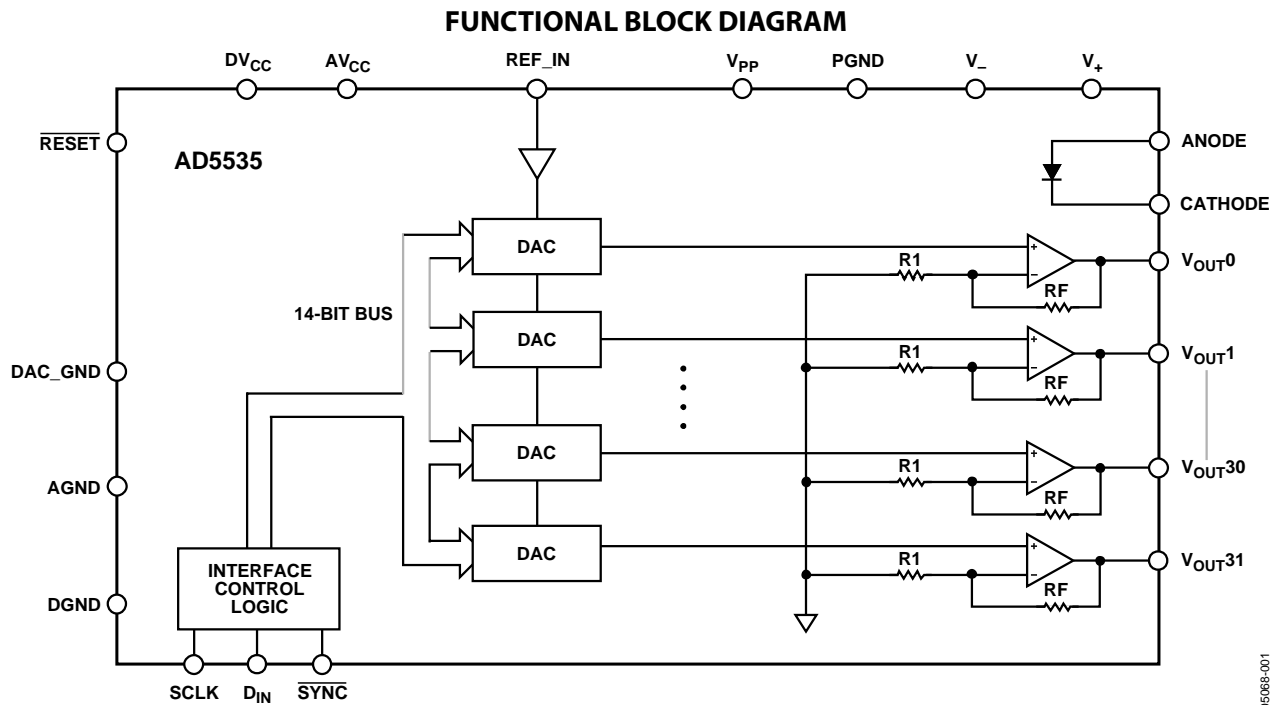 FUNCTIONAL BLOCK DIAGRAM
DVCC AVCC REF_IN VPP PGND V– V+
RESET
AD5535
ANODE
CATHODE
DAC
+
–
R1
RF
VOUT0
14-BIT BUS
DAC
+
–
R1
RF
VOUT1
DAC_GND
DAC
+
–
R1
RF
VOUT30
AGND
DAC
+
–
R1
RF
VOUT31
INTERFACE
CONTROL
LOGIC
DGND
SCLK DIN SYNC
05068-001